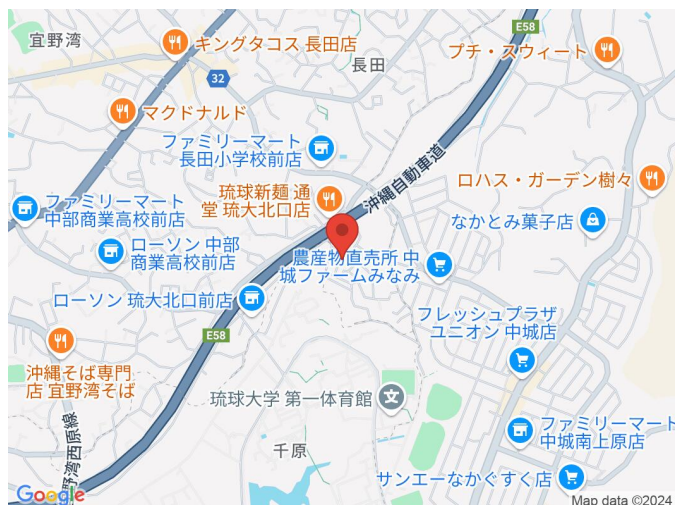 宜野湾
キングタコス 長田店
長田
プチ・スウィート
E58
32
マクドナルド
ファミリーマート
長田小学校前店
沖縄自動車道
琉球新麺 通
堂 琉大北口店
ロハス・ガーデン樹々
ファミリーマート
中部商業高校前店
なかとみ菓子店
ローソン 中部
商業高校前店
農産物直売所 中
城ファームみなみ
ローソン 琉大北口前店
フレッシュプラザ
ユニオン 中城店
E58
沖縄そば専門
店 宜野湾そば
琉球大学 第一体育館
文
野湾西原線
千原
ファミリーマート
中城南上原店
サンエーなかぐすく店
Google
Map data ©2024